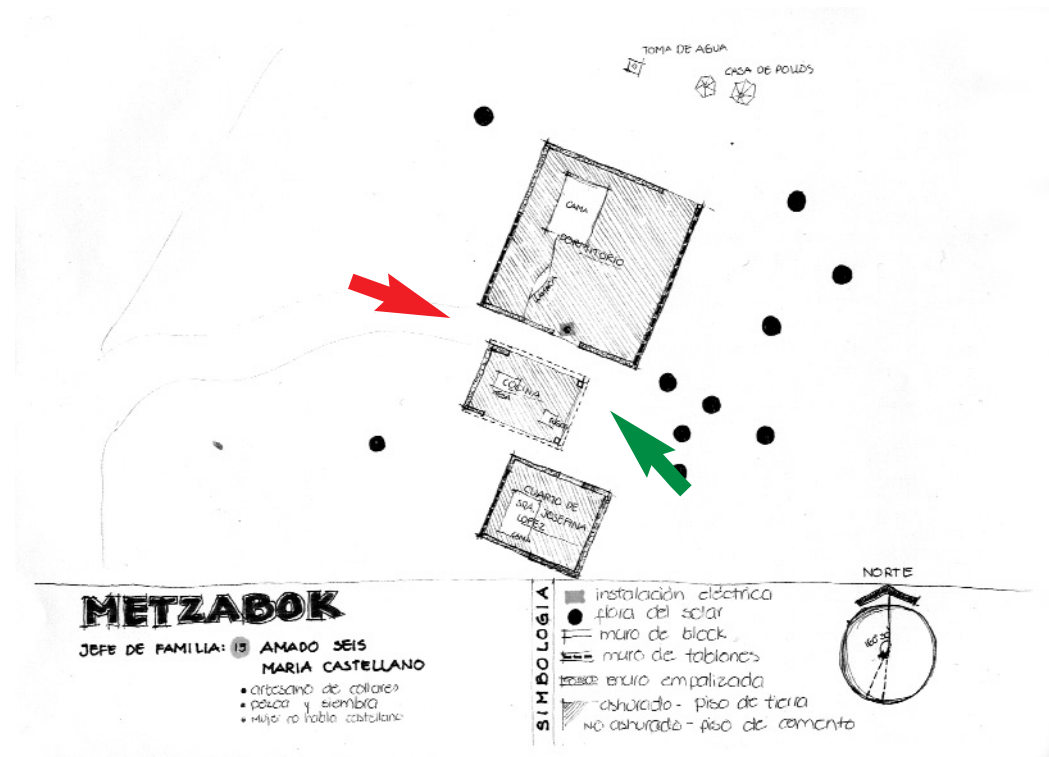 TOMA DE AGUA
CASA DE POLLOS
CAMA
DORMITORIO
COCINA
MESA
CUARTO DE
SRA. JOSEFINA
LOPEZ
CAMA
NORTE
METZABOK
JEFE DE FAMILIA: 15 AMADO SEIS
MARIA CASTELLANO
• artesano de collares
• pezca y siembra
• mujer no habla castellano
SIMBOLOGIA
instalación eléctrica
flora del solar
muro de block
muro de tablones
muro empalizada
ashurado - piso de tierra
NO ashurado - piso de cemento